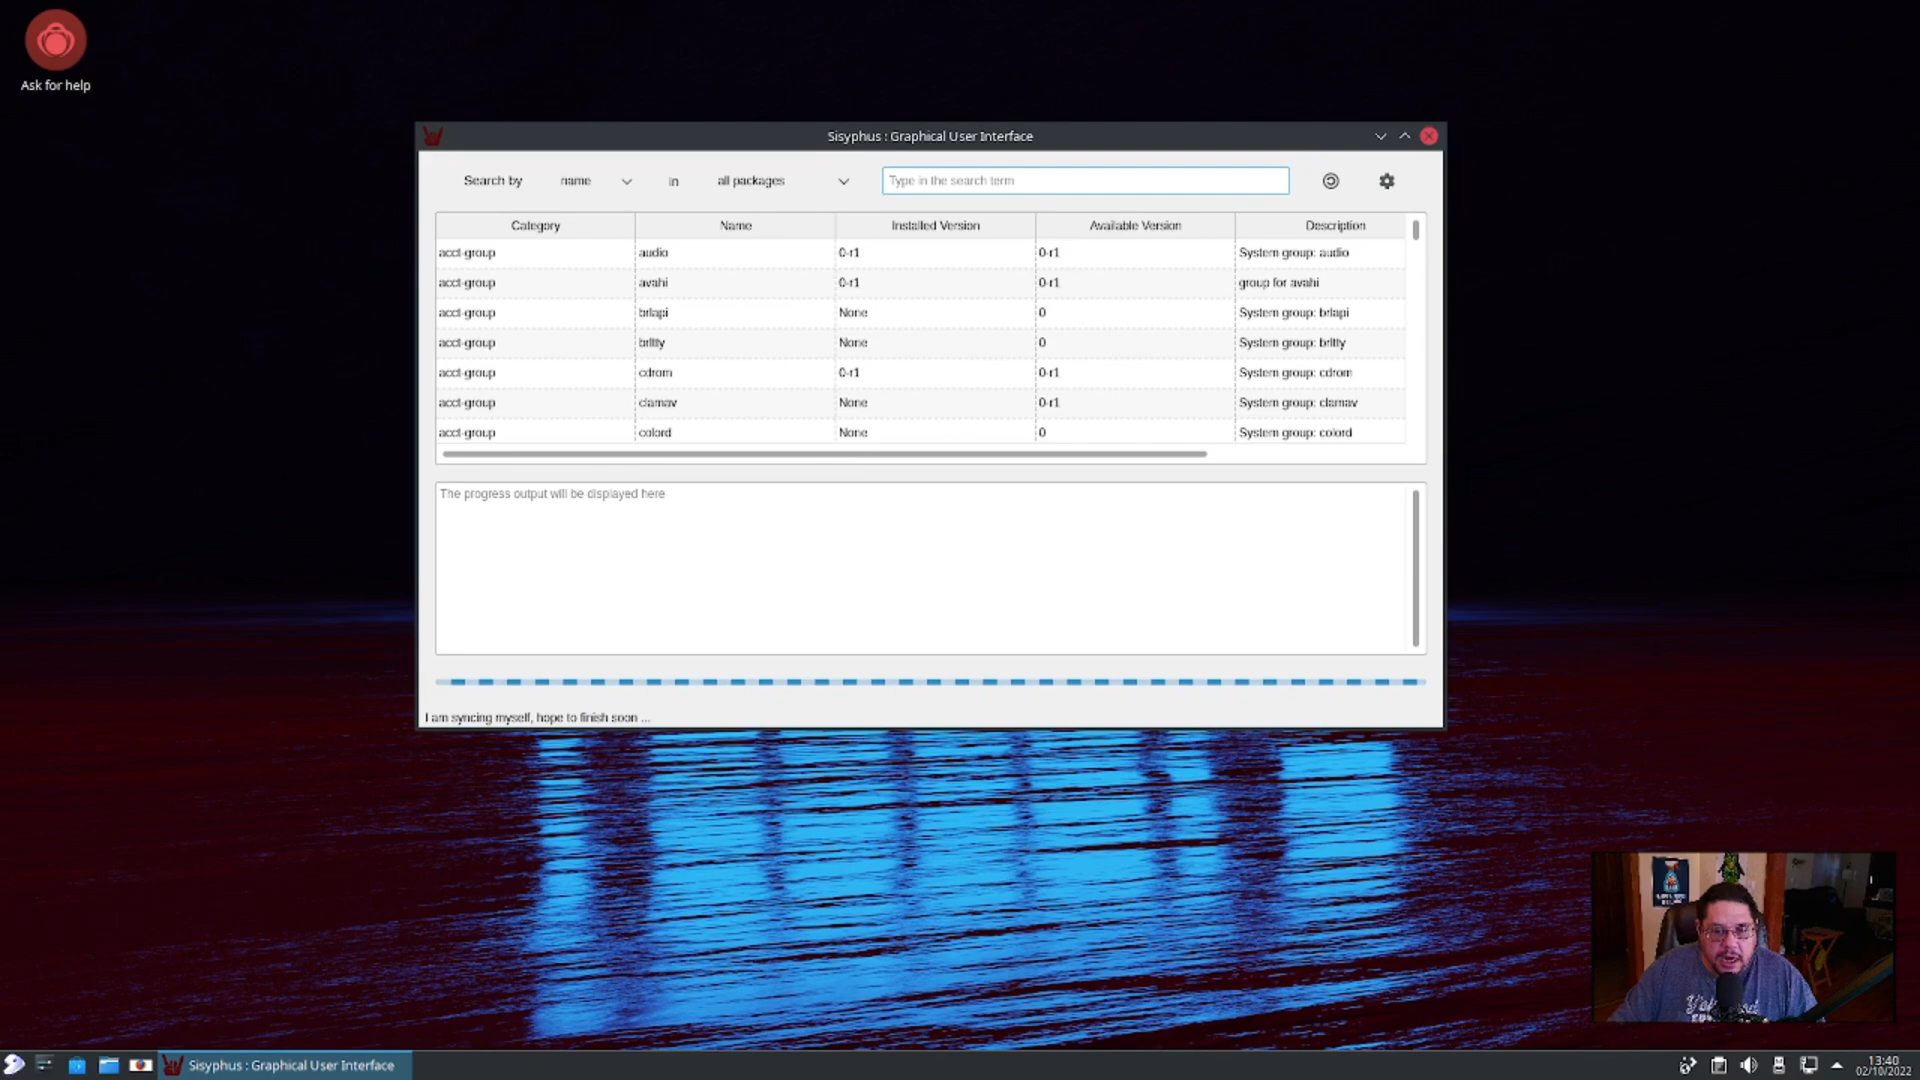 Ask for help
Sisyphus : Graphical User Interface
Search by name in all packages Type in the search term
Category Name Installed Version Available Version Description
acct-group audio 0-r1 0-r1 System group: audio
acct-group avahi 0-r1 0-r1 group for avahi
acct-group brlapi None 0 System group: brlapi
acct-group brltty None 0 System group: brltty
acct-group cdrom 0-r1 0-r1 System group: cdrom
acct-group clamav None 0-r1 System group: clamav
acct-group colord None 0 System group: colord
The progress output will be displayed here
I am syncing myself, hope to finish soon ...
Sisyphus : Graphical User Interface
13:40
02/10/2022